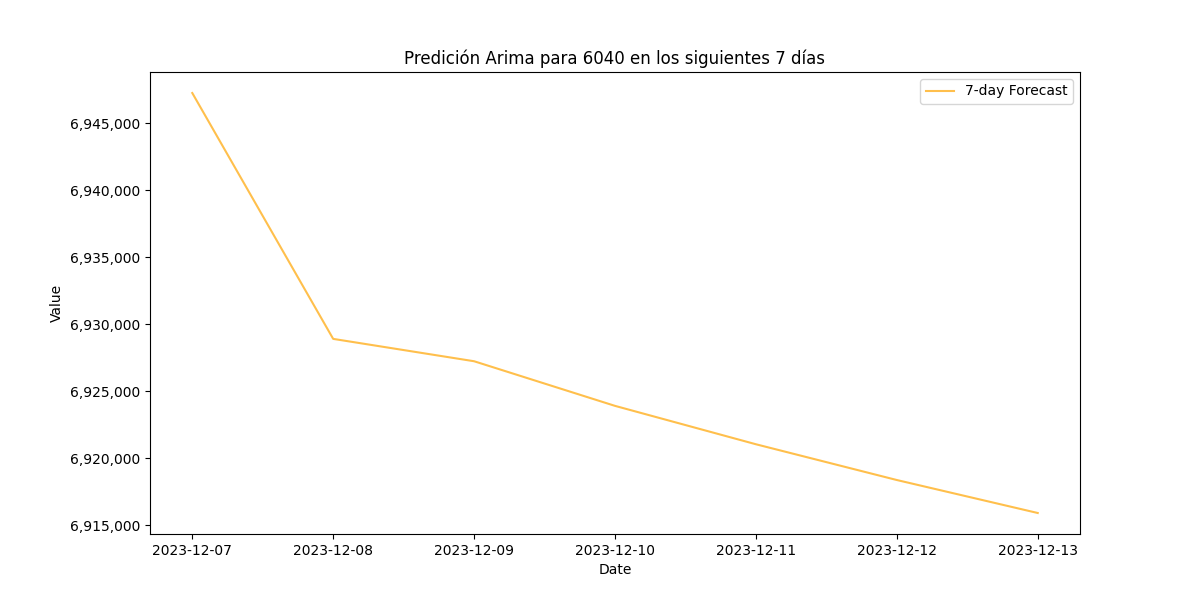 Predición Arima para 6040 en los siguientes 7 días
7-day Forecast
Value
6,945,000
6,940,000
6,935,000
6,930,000
6,925,000
6,920,000
6,915,000
2023-12-07 2023-12-08 2023-12-09 2023-12-10 2023-12-11 2023-12-12 2023-12-13
Date